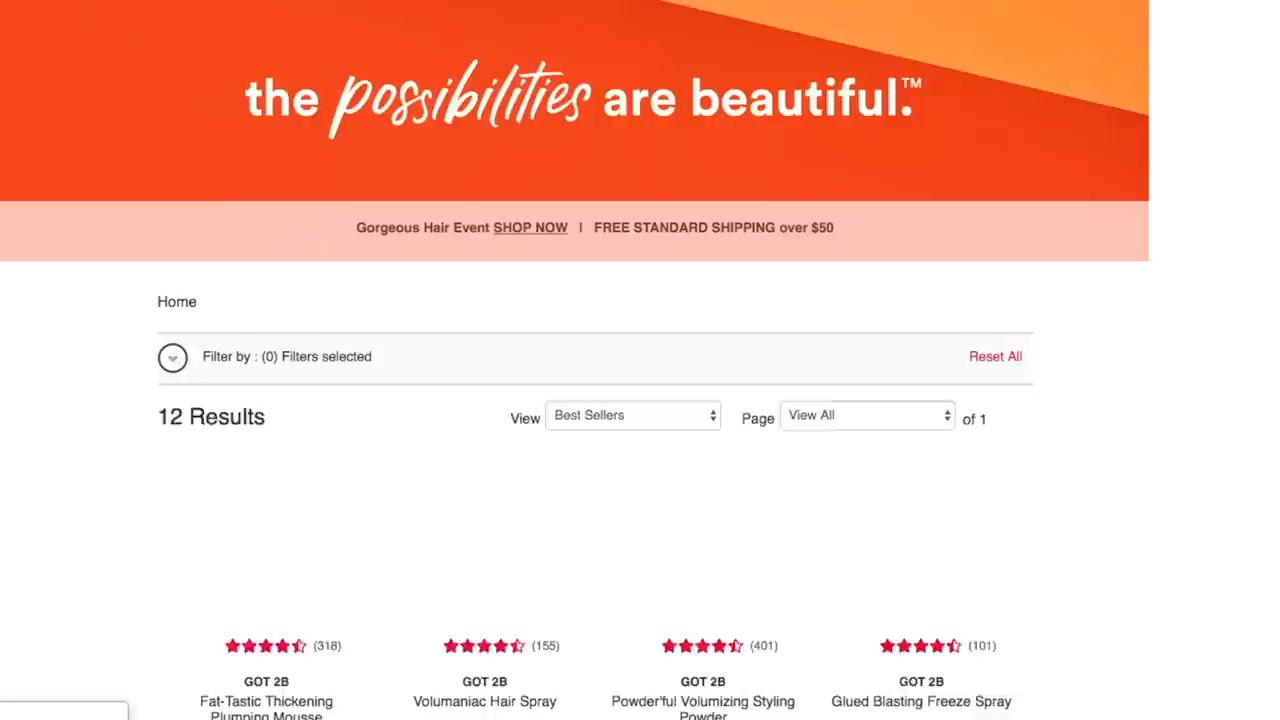 the possibilities are beautiful.™
Gorgeous Hair Event SHOP NOW | FREE STANDARD SHIPPING over $50
Home
Filter by : (0) Filters selected
Reset All
12 Results
View Best Sellers
Page View All of 1
(318)
(155)
(401)
(101)
GOT 2B
GOT 2B
GOT 2B
GOT 2B
Fat-Tastic Thickening
Volumaniac Hair Spray
Powder'ful Volumizing Styling
Glued Blasting Freeze Spray
Plumping Mousse
Powder